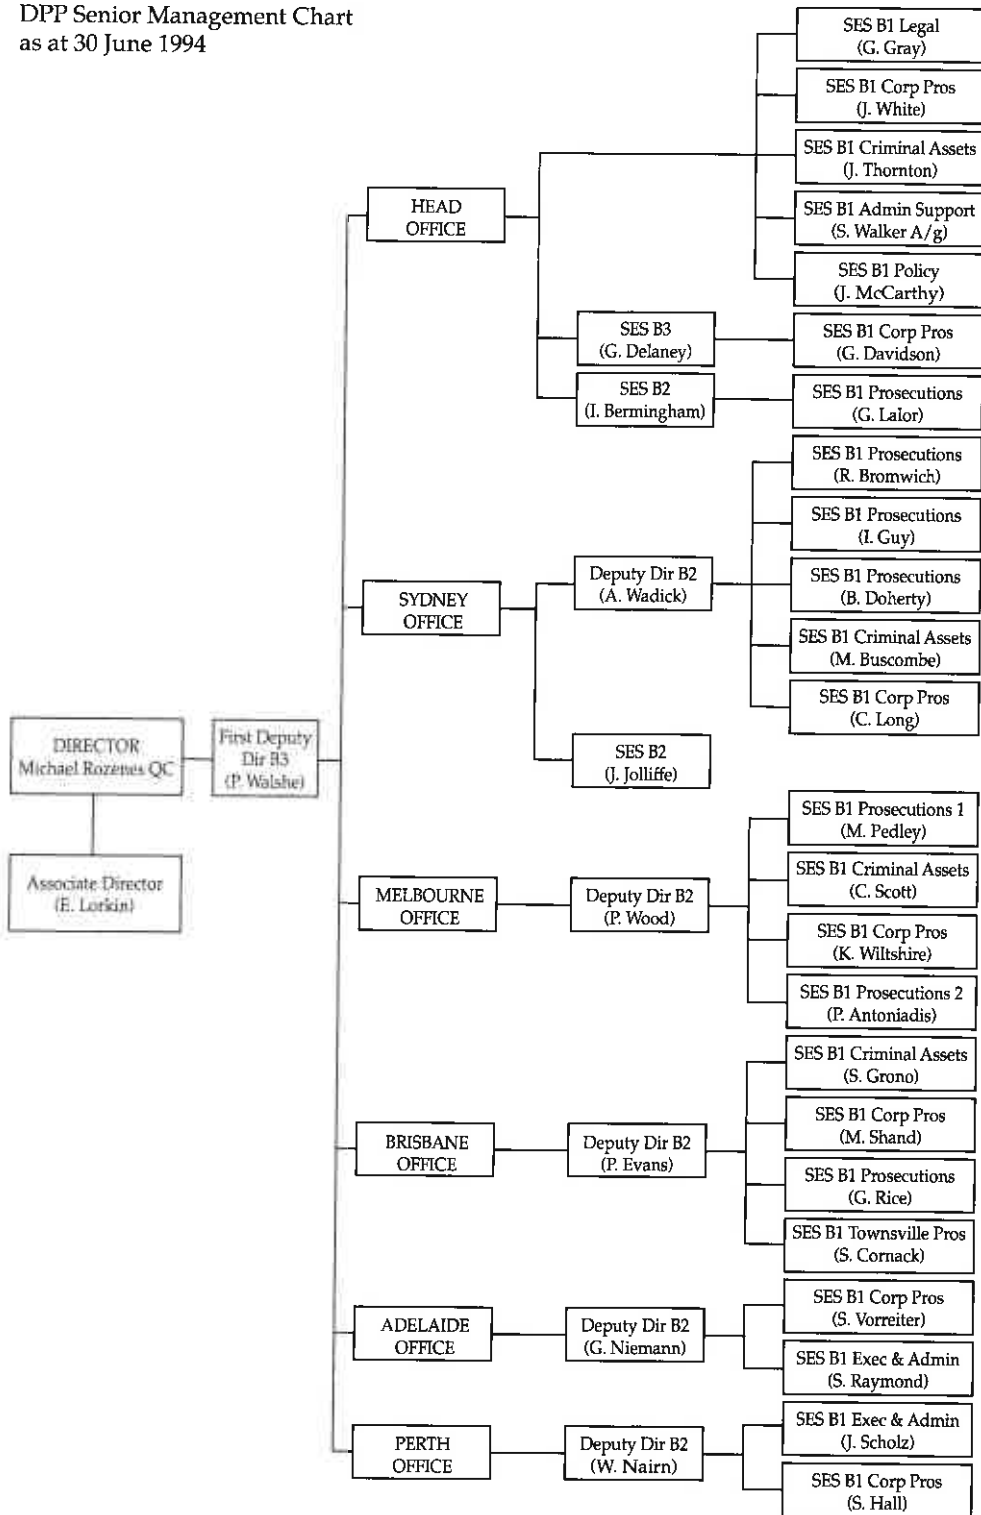 DPP Senior Management Chart
as at 30 June 1994
DIRECTOR
Michael Rozenes QC
Associate Director
(E. Lorkin)
First Deputy
Dir B3
(P. Walshe)
HEAD
OFFICE
SES B1 Legal
(G. Gray)
SES B1 Corp Pros
(J. White)
SES B1 Criminal Assets
(J. Thornton)
SES B1 Admin Support
(S. Walker A/g)
SES B1 Policy
(J. McCarthy)
SES B3
(G. Delaney)
SES B1 Corp Pros
(G. Davidson)
SES B2
(I. Bermingham)
SES B1 Prosecutions
(G. Lalor)
SYDNEY
OFFICE
Deputy Dir B2
(A. Wadick)
SES B1 Prosecutions
(R. Bromwich)
SES B1 Prosecutions
(I. Guy)
SES B1 Prosecutions
(B. Doherty)
SES B1 Criminal Assets
(M. Buscombe)
SES B1 Corp Pros
(C. Long)
SES B2
(J. Jolliffe)
MELBOURNE
OFFICE
Deputy Dir B2
(P. Wood)
SES B1 Prosecutions 1
(M. Pedley)
SES B1 Criminal Assets
(C. Scott)
SES B1 Corp Pros
(K. Wiltshire)
SES B1 Prosecutions 2
(P. Antoniadis)
BRISBANE
OFFICE
Deputy Dir B2
(P. Evans)
SES B1 Criminal Assets
(S. Grono)
SES B1 Corp Pros
(M. Shand)
SES B1 Prosecutions
(G. Rice)
SES B1 Townsville Pros
(S. Cornack)
ADELAIDE
OFFICE
Deputy Dir B2
(G. Niemann)
SES B1 Corp Pros
(S. Vorreiter)
SES B1 Exec & Admin
(S. Raymond)
PERTH
OFFICE
Deputy Dir B2
(W. Nairn)
SES B1 Exec & Admin
(J. Scholz)
SES B1 Corp Pros
(S. Hall)